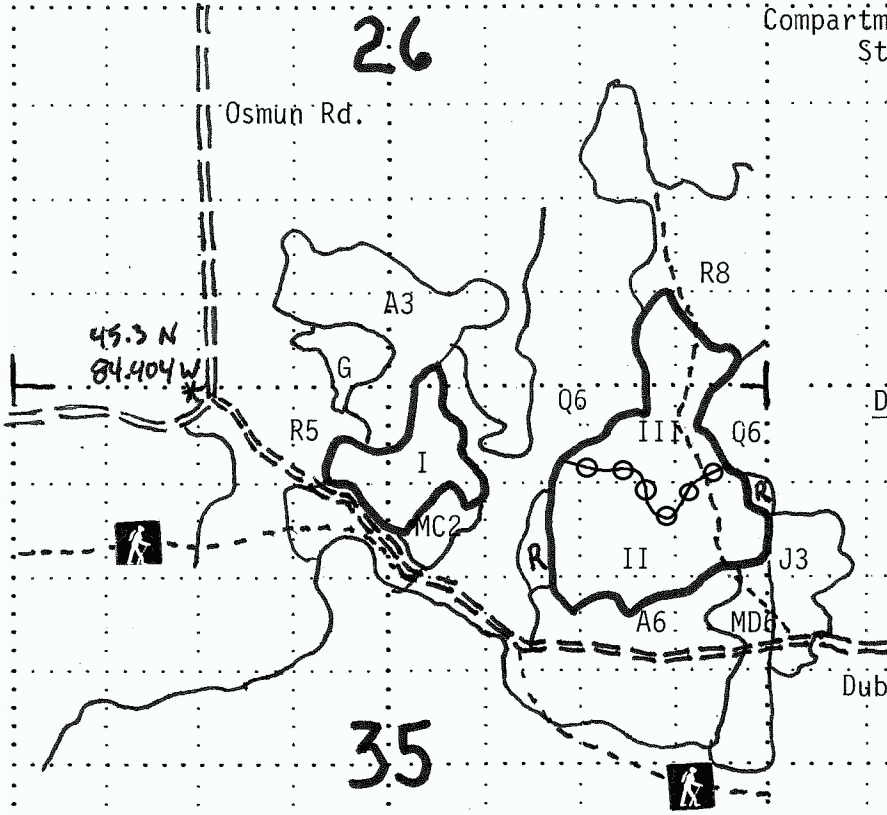 26
Compartm
St
Osmun Rd.
R8
A3
45.3 N
84.404 W
G
Q6
D
R5
III
Q6
I
R
MC2
R
II
J3
A6
MD6
Dub
35